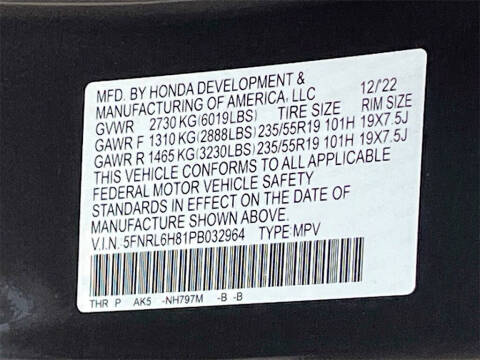 MFD. BY HONDA DEVELOPMENT & 12/'22
MANUFACTURING OF AMERICA, LLC
GVWR 2730 KG (6019LBS) TIRE SIZE RIM SIZE
GAWR F 1310 KG (2888LBS) 235/55R19 101H 19X7.5J
GAWR R 1465 KG (3230LBS) 235/55R19 101H 19X7.5J
THIS VEHICLE CONFORMS TO ALL APPLICABLE
FEDERAL MOTOR VEHICLE SAFETY
STANDARDS IN EFFECT ON THE DATE OF
MANUFACTURE SHOWN ABOVE.
V.I.N. 5FNRL6H81PB032964 TYPE: MPV
THR P AK5 -NH797M -B -B